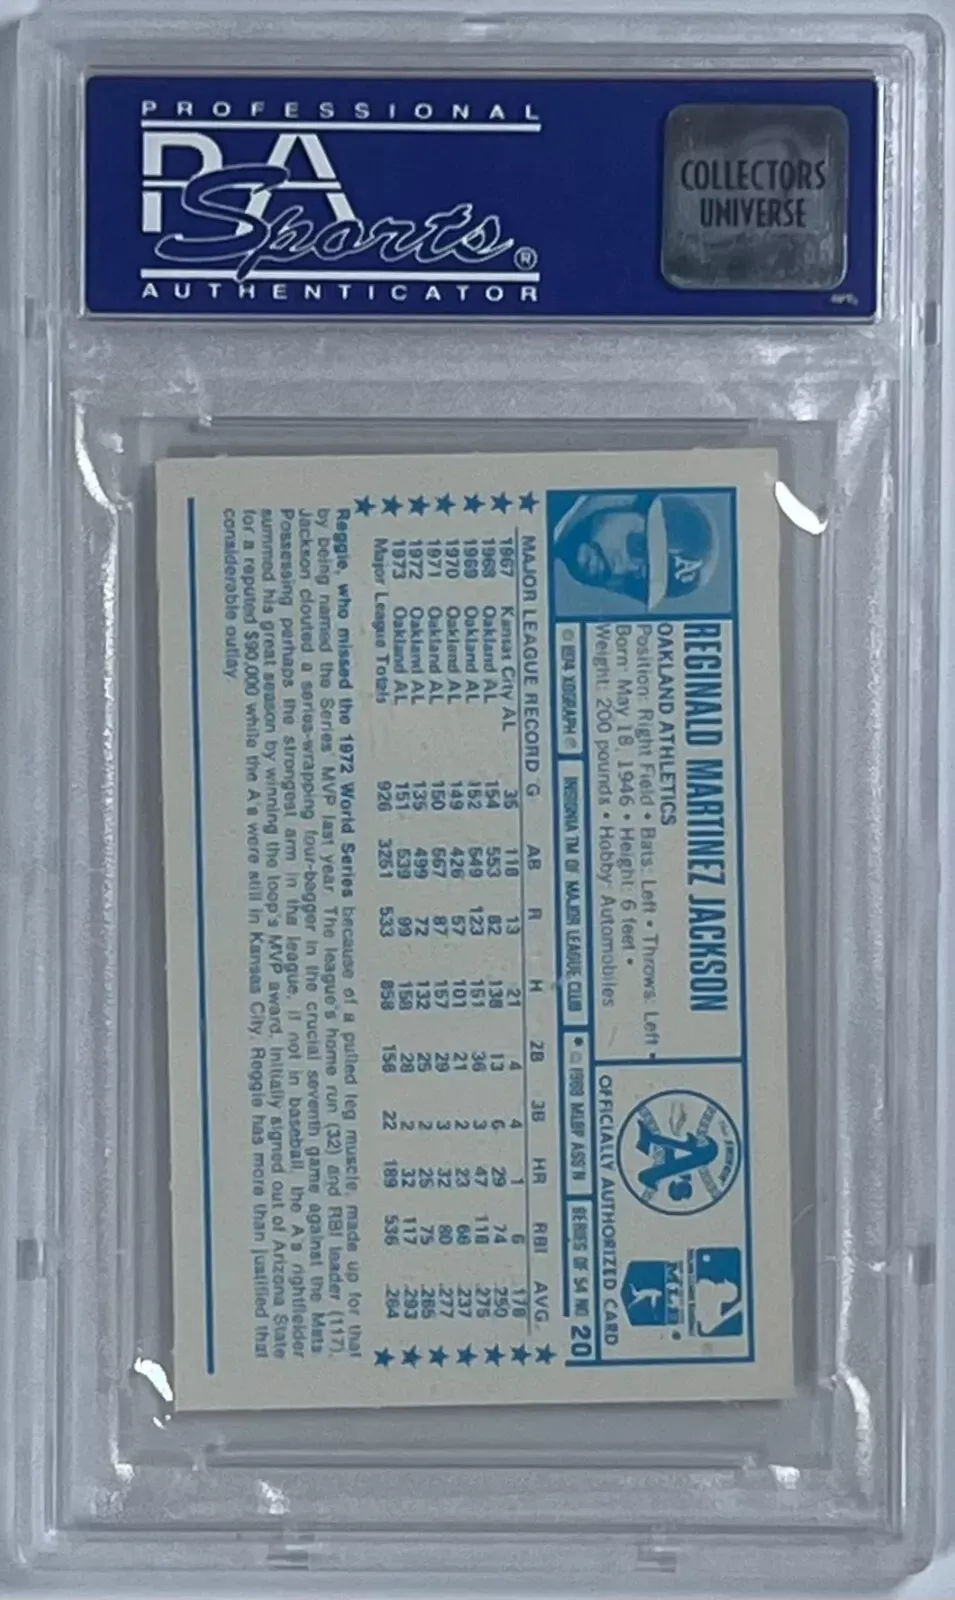 PROFESSIONAL
PSA
Sports®
AUTHENTICATOR
COLLECTORS
UNIVERSE
REGINALD MARTINEZ JACKSON
OAKLAND ATHLETICS
Position: Right Field • Bats: Left • Throws: Left •
Born: May 18, 1946 • Height: 6 feet •
Weight: 200 pounds • Hobby: Automobiles
A's
MLB
OFFICIALLY AUTHORIZED CARD
© 1974 XOGRAPH® INSIGNIA TM OF MAJOR LEAGUE CLUB • © 1969 MLBP ASS'N SERIES OF 54 NO. 20
★ MAJOR LEAGUE RECORD G AB R H 2B 3B HR RBI AVG. ★
★ 1967 Kansas City AL 35 118 13 21 4 4 1 6 .178 ★
★ 1968 Oakland AL 154 553 82 138 13 6 29 74 .250 ★
★ 1969 Oakland AL 152 549 123 151 36 3 47 118 .275 ★
★ 1970 Oakland AL 149 426 57 101 21 2 23 66 .237 ★
★ 1971 Oakland AL 150 567 87 157 29 3 32 80 .277 ★
★ 1972 Oakland AL 135 499 72 132 25 2 25 75 .265 ★
1973 Oakland AL 151 539 99 158 28 2 32 117 .293
Major League Totals 926 3251 533 858 156 22 189 536 .264
Reggie, who missed the 1972 World Series because of a pulled leg muscle, made up for that
by being named the Series' MVP last year. The league's home run (32) and RBI leader (117),
Jackson clouted a series-wrapping four-bagger in the crucial seventh game against the Mets.
Possessing perhaps the strongest arm in the league, if not in baseball, the A's rightfielder
summed his great season by winning the loop's MVP award. Initially signed out of Arizona State
for a reputed $90,000 while the A's were still in Kansas City, Reggie has more than justified that
considerable outlay.